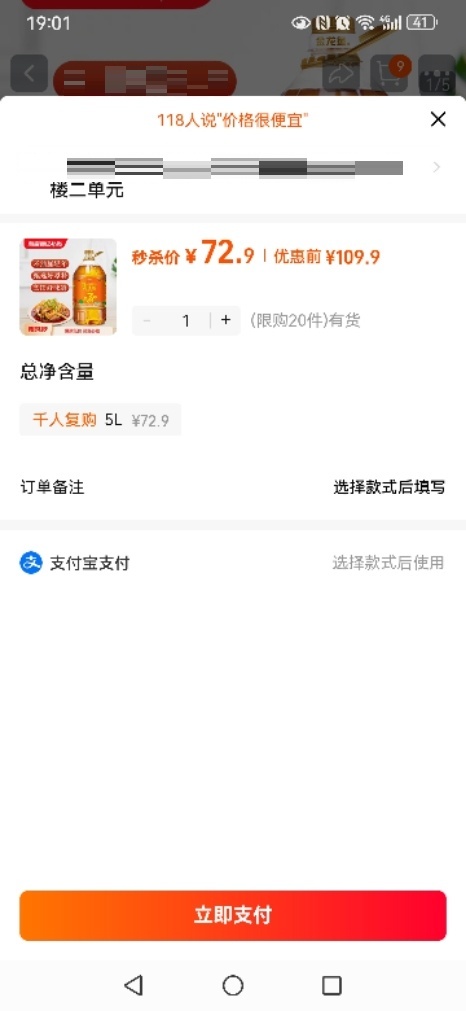 19:01
4G
41
9
1/5
118人说"价格很便宜"
楼二单元
秒杀价 ¥72.9 | 优惠前 ¥109.9
- 1 + (限购20件)有货
总净含量
千人复购 5L ¥72.9
订单备注 选择款式后填写
支 支付宝支付 选择款式后使用
立即支付